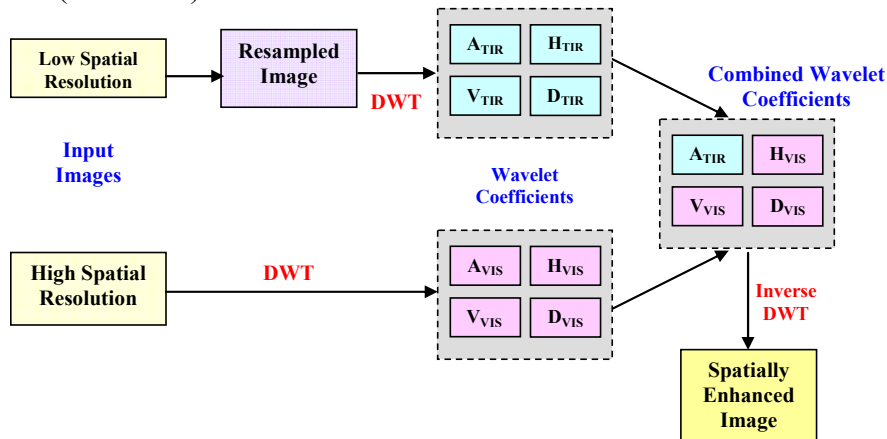 Low Spatial
Resolution
Resampled
Image
DWT
A_TIR H_TIR
V_TIR D_TIR
Combined Wavelet
Coefficients
A_TIR H_VIS
V_VIS D_VIS
Input
Images
Wavelet
Coefficients
High Spatial
Resolution
DWT
A_VIS H_VIS
V_VIS D_VIS
Inverse
DWT
Spatially
Enhanced
Image